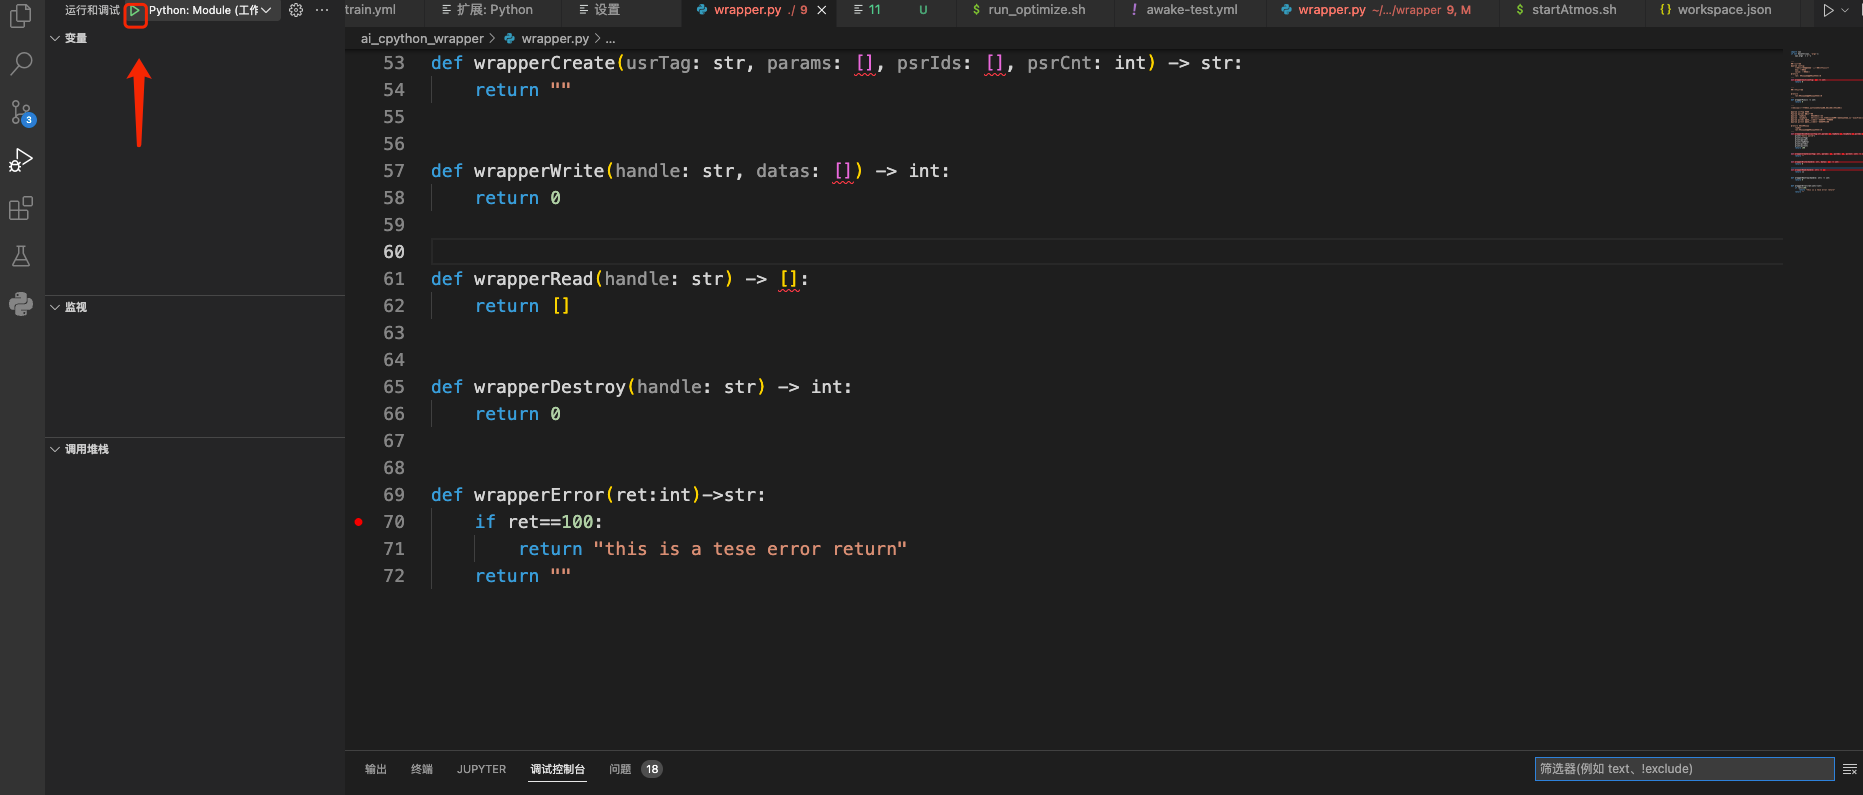 运行和调试 Python: Module (工作
train.yml 扩展: Python 设置 wrapper.py ./ 9 11 U run_optimize.sh awake-test.yml wrapper.py ~/.../wrapper 9, M startAtmos.sh workspace.json
变量
3
监视
调用堆栈
ai_cpython_wrapper > wrapper.py > ...
53 def wrapperCreate(usrTag: str, params: [], psrIds: [], psrCnt: int) -> str:
54 return ""
55
56
57 def wrapperWrite(handle: str, datas: []) -> int:
58 return 0
59
60
61 def wrapperRead(handle: str) -> []:
62 return []
63
64
65 def wrapperDestroy(handle: str) -> int:
66 return 0
67
68
69 def wrapperError(ret:int)->str:
70 if ret==100:
71 return "this is a tese error return"
72 return ""
输出 终端 JUPYTER 调试控制台 问题 18
筛选器(例如 text、!exclude)